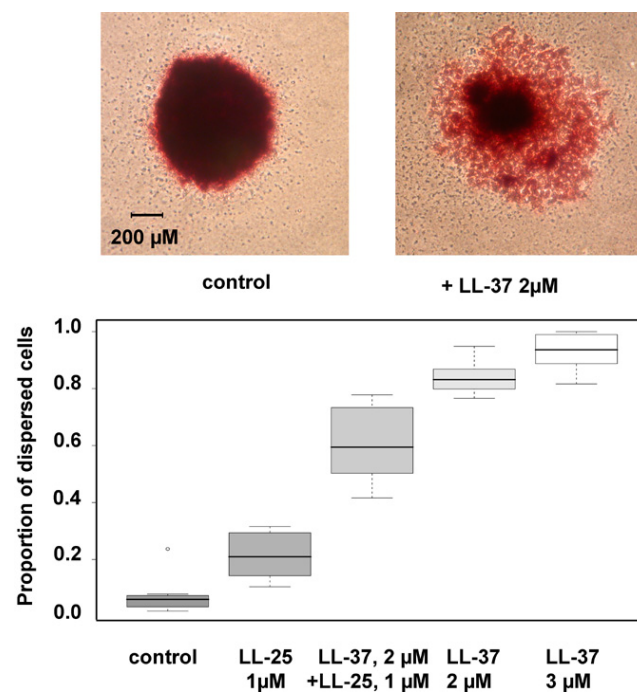 200 µM
control
+ LL-37 2µM
Proportion of dispersed cells
1.0
0.8
0.6
0.4
0.2
0.0
control
LL-25
1µM
LL-37, 2 µM
+LL-25, 1 µM
LL-37
2 µM
LL-37
3 µM